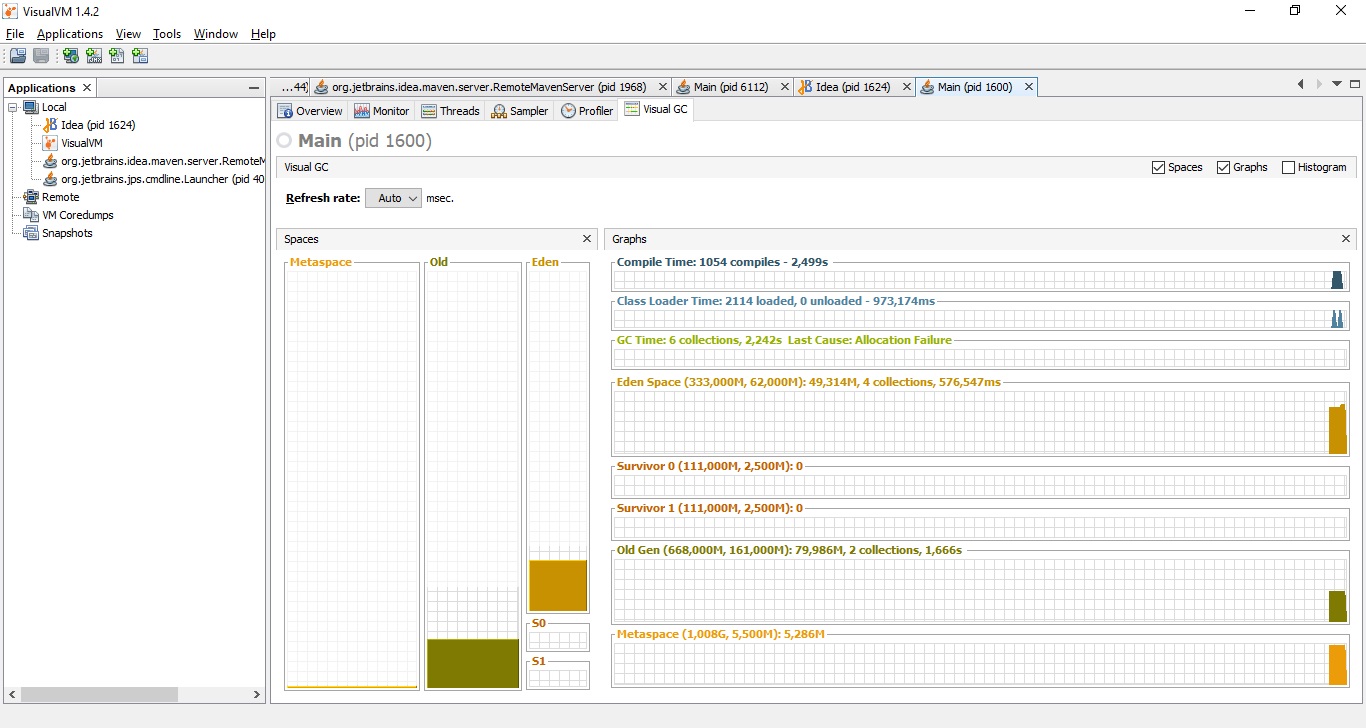 VisualVM 1.4.2
File Applications View Tools Window Help
Applications
Local
Idea (pid 1624)
VisualVM
org.jetbrains.idea.maven.server.RemoteM
org.jetbrains.jps.cmdline.Launcher (pid 40
Remote
VM Coredumps
Snapshots
...44) org.jetbrains.idea.maven.server.RemoteMavenServer (pid 1968) Main (pid 6112) Idea (pid 1624) Main (pid 1600)
Overview Monitor Threads Sampler Profiler Visual GC
Main (pid 1600)
Visual GC Spaces Graphs Histogram
Refresh rate: Auto msec.
Spaces
Metaspace Old Eden
S0
S1
Graphs
Compile Time: 1054 compiles - 2,499s
Class Loader Time: 2114 loaded, 0 unloaded - 973,174ms
GC Time: 6 collections, 2,242s Last Cause: Allocation Failure
Eden Space (333,000M, 62,000M): 49,314M, 4 collections, 576,547ms
Survivor 0 (111,000M, 2,500M): 0
Survivor 1 (111,000M, 2,500M): 0
Old Gen (668,000M, 161,000M): 79,986M, 2 collections, 1,666s
Metaspace (1,008G, 5,500M): 5,286M